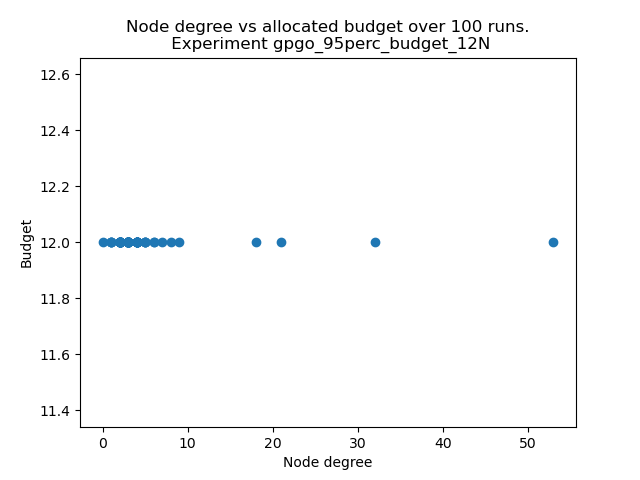 Node degree vs allocated budget over 100 runs.
Experiment gpgo_95perc_budget_12N
12.6
12.4
12.2
12.0
11.8
11.6
11.4
Budget
0 10 20 30 40 50
Node degree